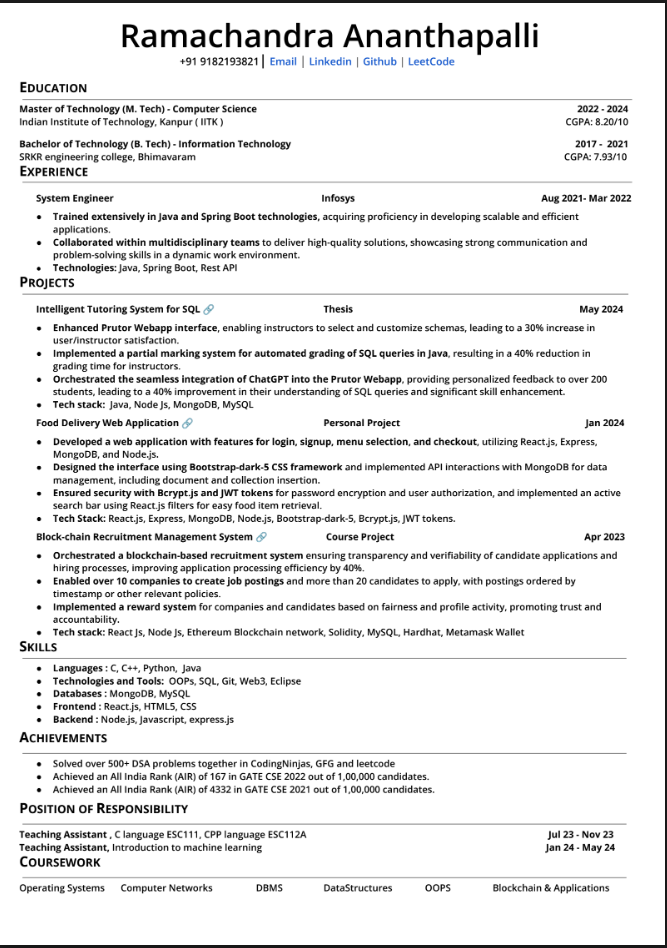 Ramachandra Ananthapalli
+91 9182193821 | Email | Linkedin | Github | LeetCode
EDUCATION
Master of Technology (M. Tech) - Computer Science 2022 - 2024
Indian Institute of Technology, Kanpur ( IITK ) CGPA: 8.20/10
Bachelor of Technology (B. Tech) - Information Technology 2017 - 2021
SRKR engineering college, Bhimavaram CGPA: 7.93/10
EXPERIENCE
System Engineer Infosys Aug 2021- Mar 2022
● Trained extensively in Java and Spring Boot technologies, acquiring proficiency in developing scalable and efficient
applications.
● Collaborated within multidisciplinary teams to deliver high-quality solutions, showcasing strong communication and
problem-solving skills in a dynamic work environment.
● Technologies: Java, Spring Boot, Rest API
PROJECTS
Intelligent Tutoring System for SQL 🔗 Thesis May 2024
● Enhanced Prutor Webapp interface, enabling instructors to select and customize schemas, leading to a 30% increase in
user/instructor satisfaction.
● Implemented a partial marking system for automated grading of SQL queries in Java, resulting in a 40% reduction in
grading time for instructors.
● Orchestrated the seamless integration of ChatGPT into the Prutor Webapp, providing personalized feedback to over 200
students, leading to a 40% improvement in their understanding of SQL queries and significant skill enhancement.
● Tech stack: Java, Node Js, MongoDB, MySQL
Food Delivery Web Application 🔗 Personal Project Jan 2024
● Developed a web application with features for login, signup, menu selection, and checkout, utilizing React.js, Express,
MongoDB, and Node.js.
● Designed the interface using Bootstrap-dark-5 CSS framework and implemented API interactions with MongoDB for data
management, including document and collection insertion.
● Ensured security with Bcrypt.js and JWT tokens for password encryption and user authorization, and implemented an active
search bar using React.js filters for easy food item retrieval.
● Tech Stack: React.js, Express, MongoDB, Node.js, Bootstrap-dark-5, Bcrypt.js, JWT tokens.
Block-chain Recruitment Management System 🔗 Course Project Apr 2023
● Orchestrated a blockchain-based recruitment system ensuring transparency and verifiability of candidate applications and
hiring processes, improving application processing efficiency by 40%.
● Enabled over 10 companies to create job postings and more than 20 candidates to apply, with postings ordered by
timestamp or other relevant policies.
● Implemented a reward system for companies and candidates based on fairness and profile activity, promoting trust and
accountability.
● Tech stack: React Js, Node Js, Ethereum Blockchain network, Solidity, MySQL, Hardhat, Metamask Wallet
SKILLS
● Languages : C, C++, Python, Java
● Technologies and Tools: OOPs, SQL, Git, Web3, Eclipse
● Databases : MongoDB, MySQL
● Frontend : React.js, HTML5, CSS
● Backend : Node.js, Javascript, express.js
ACHIEVEMENTS
● Solved over 500+ DSA problems together in CodingNinjas, GFG and leetcode
● Achieved an All India Rank (AIR) of 167 in GATE CSE 2022 out of 1,00,000 candidates.
● Achieved an All India Rank (AIR) of 4332 in GATE CSE 2021 out of 1,00,000 candidates.
POSITION OF RESPONSIBILITY
Teaching Assistant , C language ESC111, CPP language ESC112A Jul 23 - Nov 23
Teaching Assistant, Introduction to machine learning Jan 24 - May 24
COURSEWORK
Operating Systems Computer Networks DBMS DataStructures OOPS Blockchain & Applications